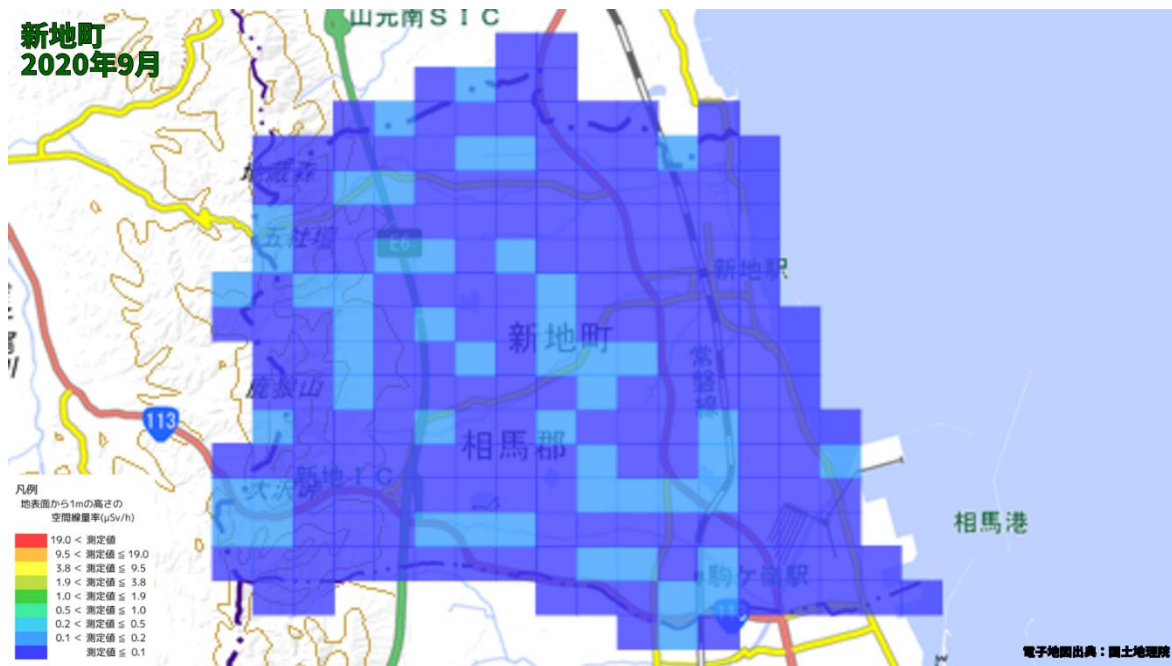 新地町
2020年9月
山元南SIC
地蔵森
五社壇
E6
新地駅
新地町
常磐線
鹿狼山
113
相馬郡
新地IC
大沢峠
相馬港
駒ケ嶺駅
凡例
地表面から1mの高さの
空間線量率(μSv/h)
19.0 < 測定値
9.5 < 測定値 ≦ 19.0
3.8 < 測定値 ≦ 9.5
1.9 < 測定値 ≦ 3.8
1.0 < 測定値 ≦ 1.9
0.5 < 測定値 ≦ 1.0
0.2 < 測定値 ≦ 0.5
0.1 < 測定値 ≦ 0.2
測定値 ≦ 0.1
電子地図出典：国土地理院